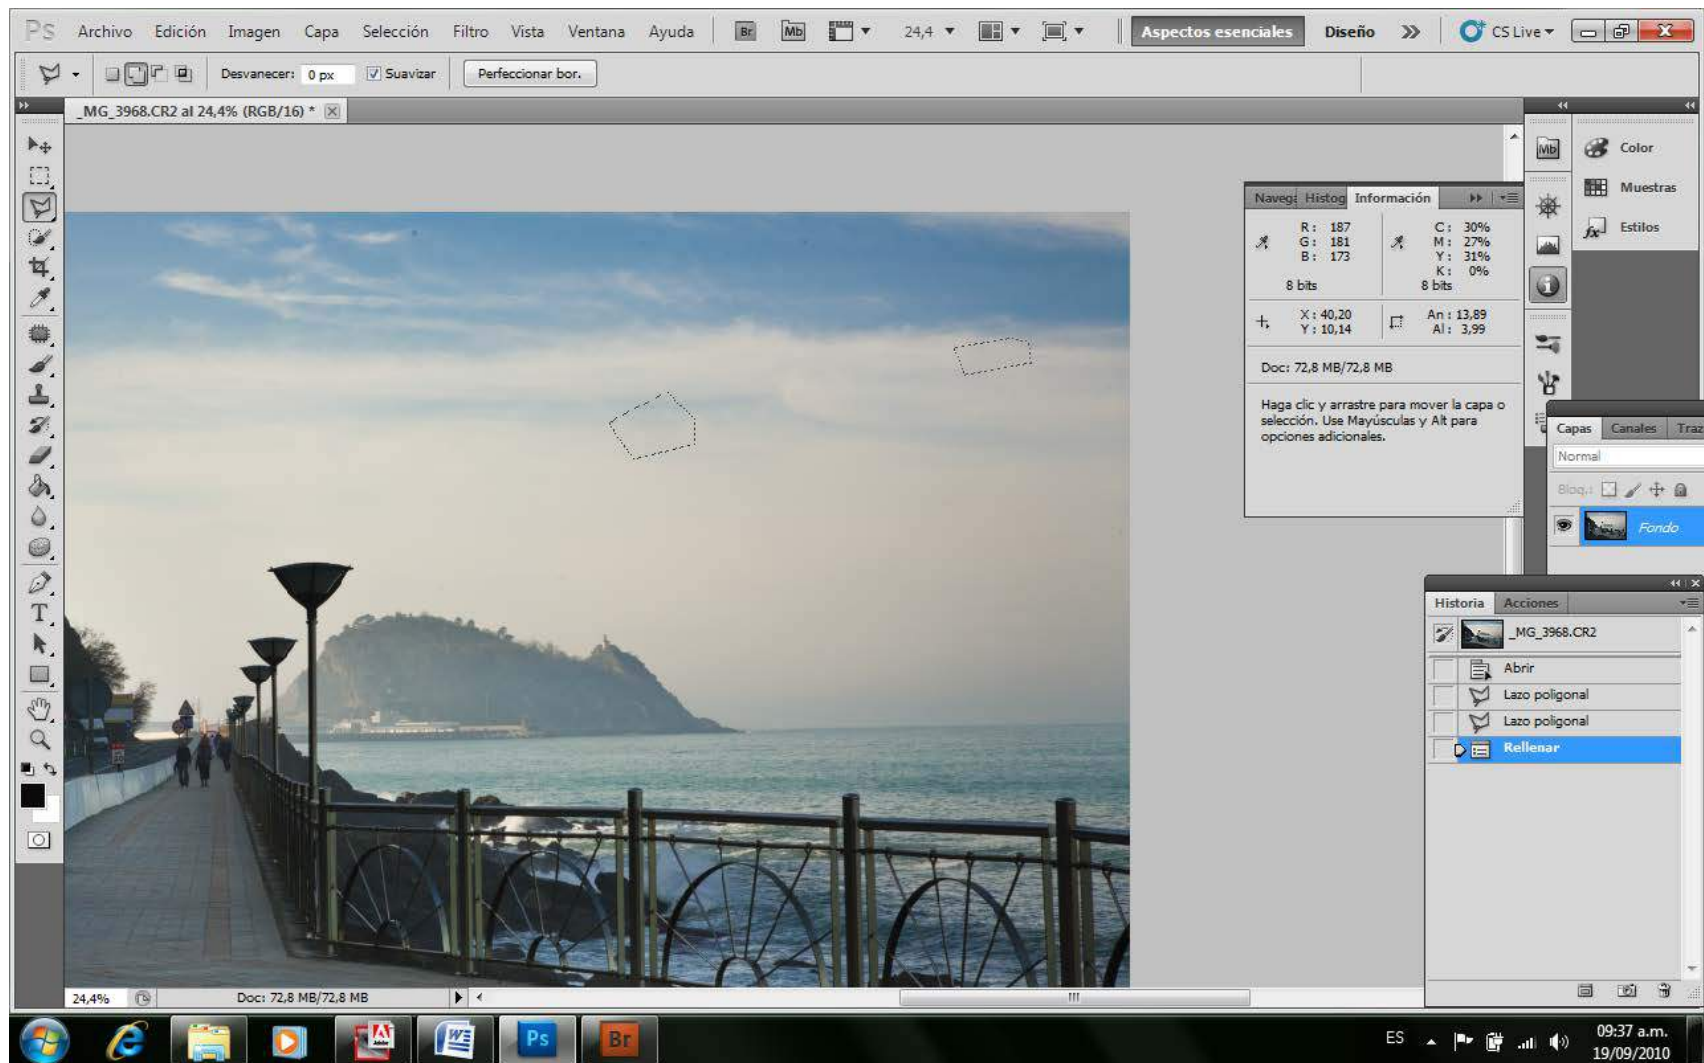 Ps Archivo Edición Imagen Capa Selección Filtro Vista Ventana Ayuda Br Mb 24,4 Aspectos esenciales Diseño CS Live
Desvanecer: 0 px Suavizar Perfeccionar bor.
_MG_3968.CR2 al 24,4% (RGB/16) *
Mb Color
Muestras
fx Estilos
Histog Información
R: 187 C: 30%
G: 181 M: 27%
B: 173 Y: 31%
K: 0%
8 bits 8 bits
X: 40,20 An: 13,89
Y: 10,14 Al: 3,99
Doc: 72,8 MB/72,8 MB
Haga clic y arrastre para mover la capa o
selección. Use Mayúsculas y Alt para
opciones adicionales.
Capas Canales Traz
Normal
Bloq.:
Fondo
Historia Acciones
_MG_3968.CR2
Abrir
Lazo poligonal
Lazo poligonal
Rellenar
T
24,4% Doc: 72,8 MB/72,8 MB
Adobe W Ps Br ES 09:37 a.m.
19/09/2010